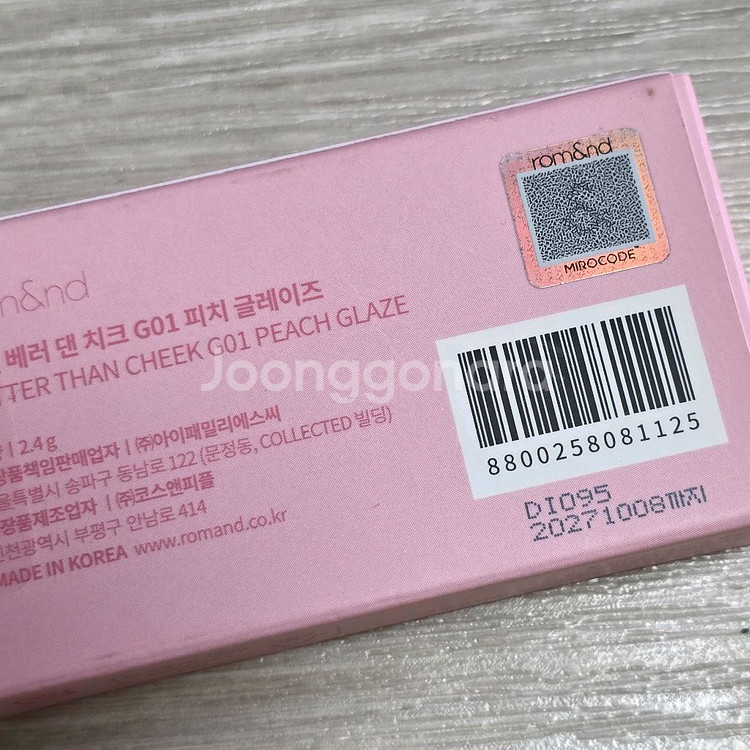 m&nd
베러 댄 치크 G01 피치 글레이즈
TTER THAN CHEEK G01 PEACH GLAZE
| 2.4 g
장품책임판매업자 | (주)아이패밀리에스씨
울특별시 송파구 동남로 122 (문정동, COLLECTED 빌딩)
장품제조업자 | (주)코스앤피플
인천광역시 부평구 안남로 414
MADE IN KOREA www.romand.co.kr
rom&nd
MIROCODE™
8800258081125
DI095
20271008까지
Joonggonara